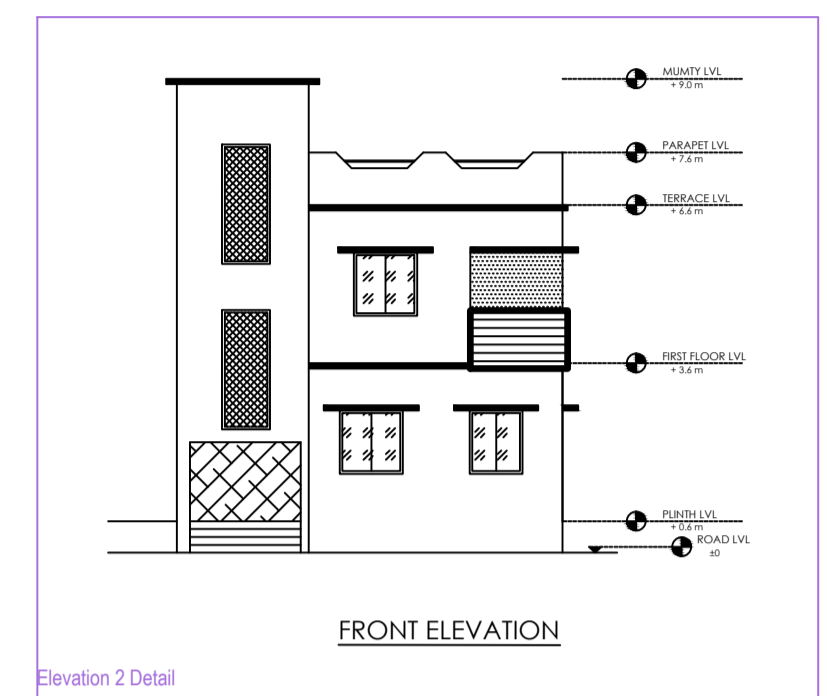 MUMTY LVL
+ 9.0 m
PARAPET LVL
+ 7.6 m
TERRACE LVL
+ 6.6 m
FIRST FLOOR LVL
+ 3.6 m
PLINTH LVL
+ 0.6 m
ROAD LVL
±0
FRONT ELEVATION
Elevation 2 Detail